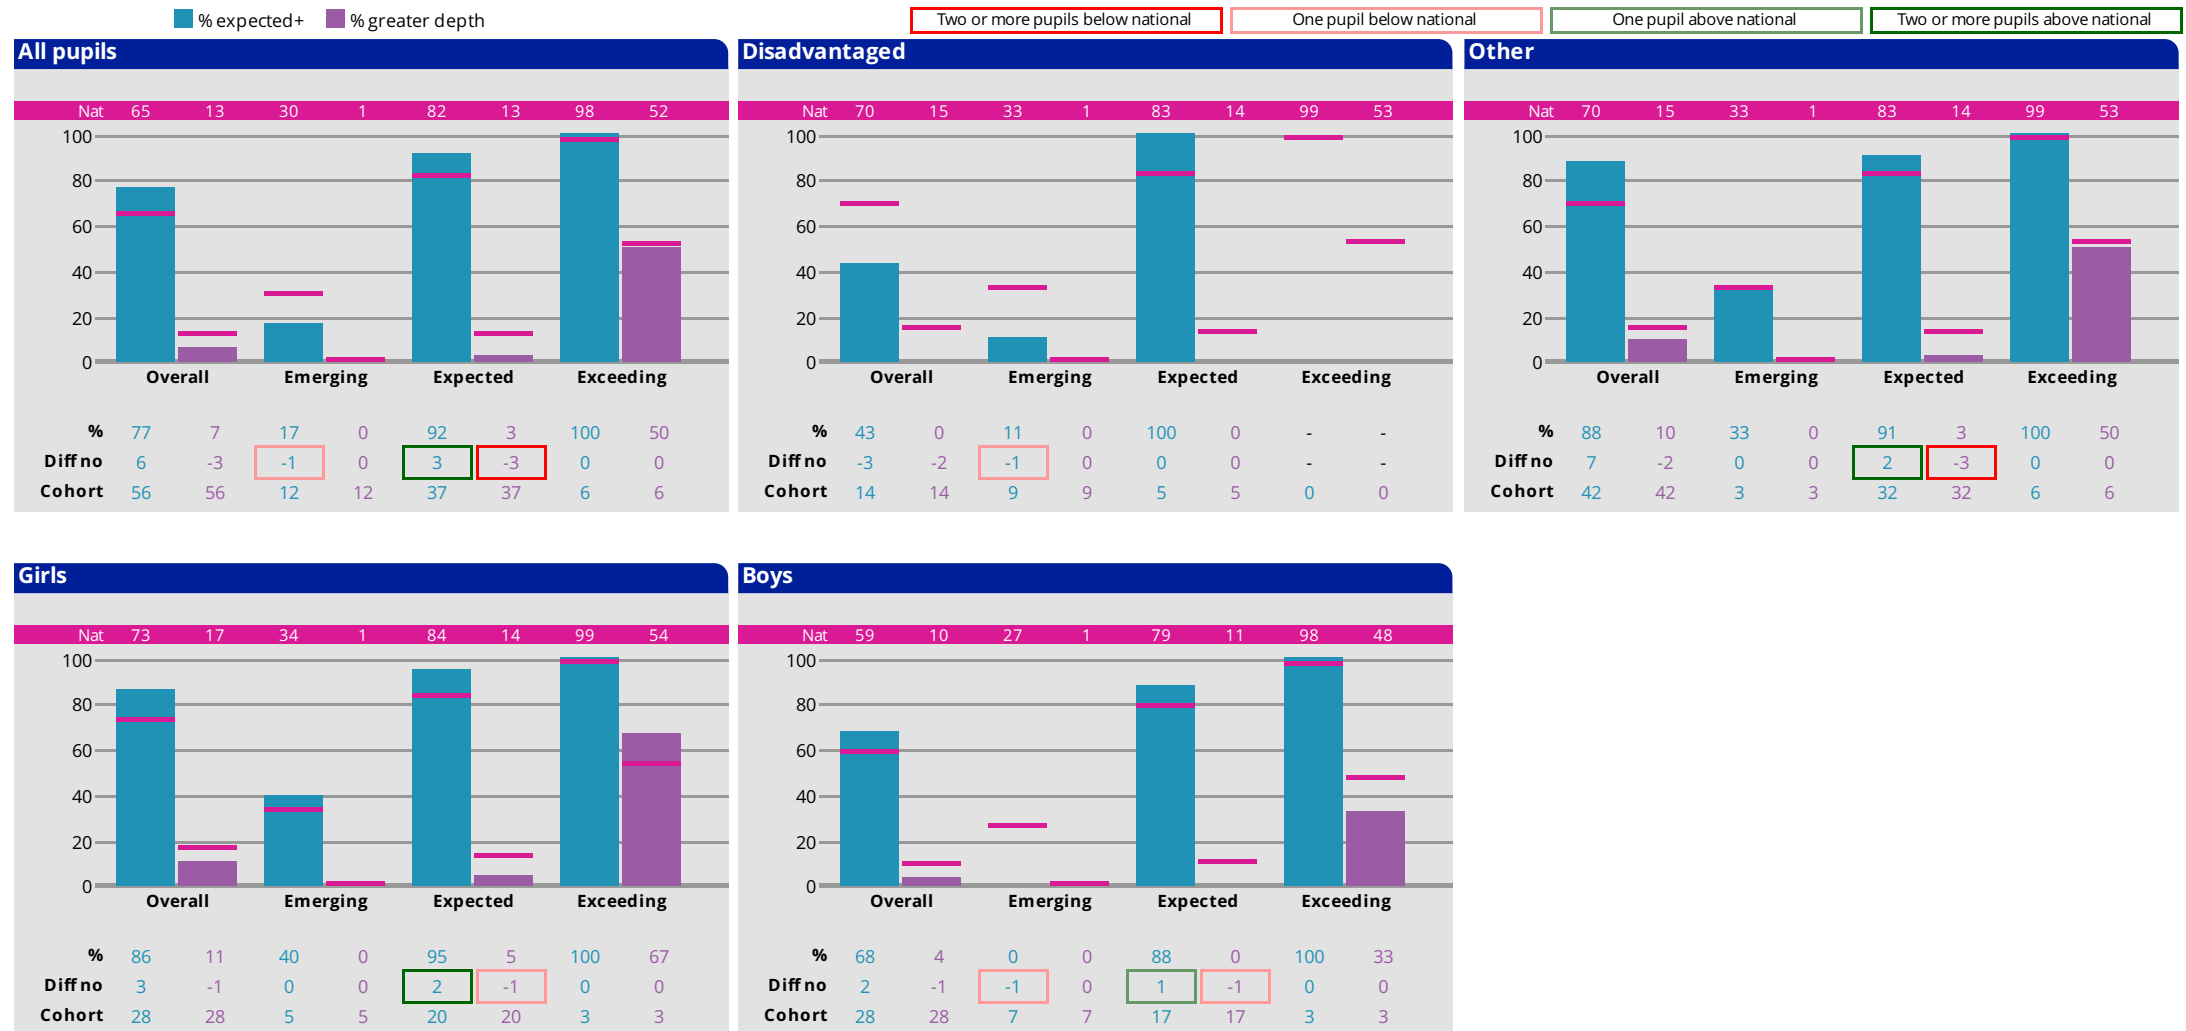 % expected+ % greater depth Two or more pupils below national One pupil below national One pupil above national Two or more pupils above national
All pupils
Nat 65 13 30 1 82 13 98 52
100
80
60
40
20
0
Overall Emerging Expected Exceeding
% 77 7 17 0 92 3 100 50
Diff no 6 -3 -1 0 3 -3 0 0
Cohort 56 56 12 12 37 37 6 6
Disadvantaged
Nat 70 15 33 1 83 14 99 53
100
80
60
40
20
0
Overall Emerging Expected Exceeding
% 43 0 11 0 100 0 - -
Diff no -3 -2 -1 0 0 0 - -
Cohort 14 14 9 9 5 5 0 0
Other
Nat 70 15 33 1 83 14 99 53
100
80
60
40
20
0
Overall Emerging Expected Exceeding
% 88 10 33 0 91 3 100 50
Diff no 7 -2 0 0 2 -3 0 0
Cohort 42 42 3 3 32 32 6 6
Girls
Nat 73 17 34 1 84 14 99 54
100
80
60
40
20
0
Overall Emerging Expected Exceeding
% 86 11 40 0 95 5 100 67
Diff no 3 -1 0 0 2 -1 0 0
Cohort 28 28 5 5 20 20 3 3
Boys
Nat 59 10 27 1 79 11 98 48
100
80
60
40
20
0
Overall Emerging Expected Exceeding
% 68 4 0 0 88 0 100 33
Diff no 2 -1 -1 0 1 -1 0 0
Cohort 28 28 7 7 17 17 3 3